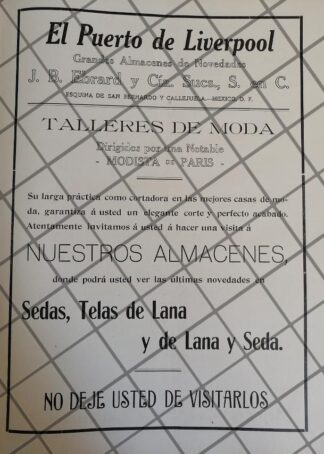 El Puerto de Liverpool
Grandes Almacenes de Novedades
J. B. Ebrard y Cía. Sucs., S. en C.
ESQUINA DE SAN BERNARDO Y CALLEJUELA.—MEXICO, D. F.
TALLERES DE MODA
Dirigidos por una Notable
- MODISTA DE PARIS -
Su larga práctica como cortadora en las mejores casas de mo-
da, garantiza á usted un elegante corte y perfecto acabado.
Atentamente invitamos á usted á hacer una visita á
NUESTROS ALMACENES,
donde podrá usted ver las últimas novedades en
Sedas, Telas de Lana
y de Lana y Seda.
NO DEJE USTED DE VISITARLOS